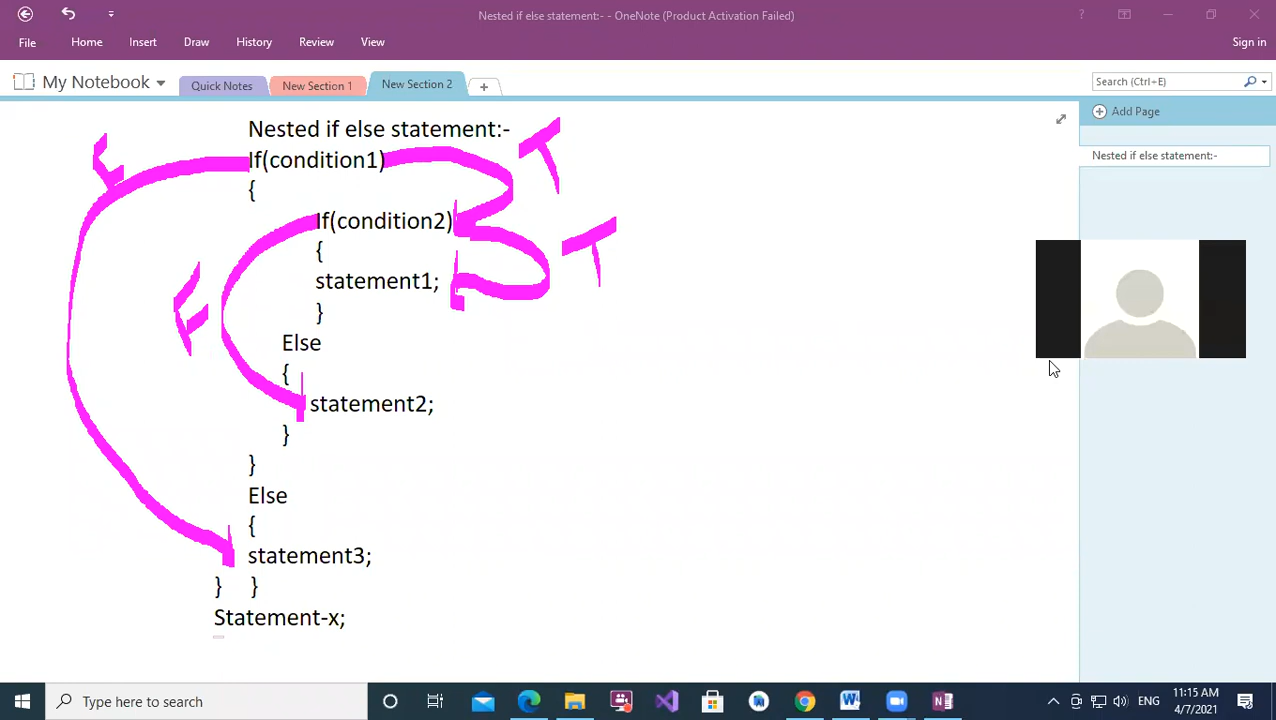 Nested if else statement:- - OneNote (Product Activation Failed)
?
File
Home
Insert
Draw
History
Review
View
Sign in
My Notebook
Quick Notes
New Section 1
New Section 2
+
Search (Ctrl+E)
Add Page
Nested if else statement:-
Nested if else statement:-
T
F
If(condition1)
{
If(condition2)
T
{
statement1;
F
}
Else
{
statement2;
}
}
Else
{
statement3;
} }
Statement-x;
Type here to search
ENG
11:15 AM
4/7/2021